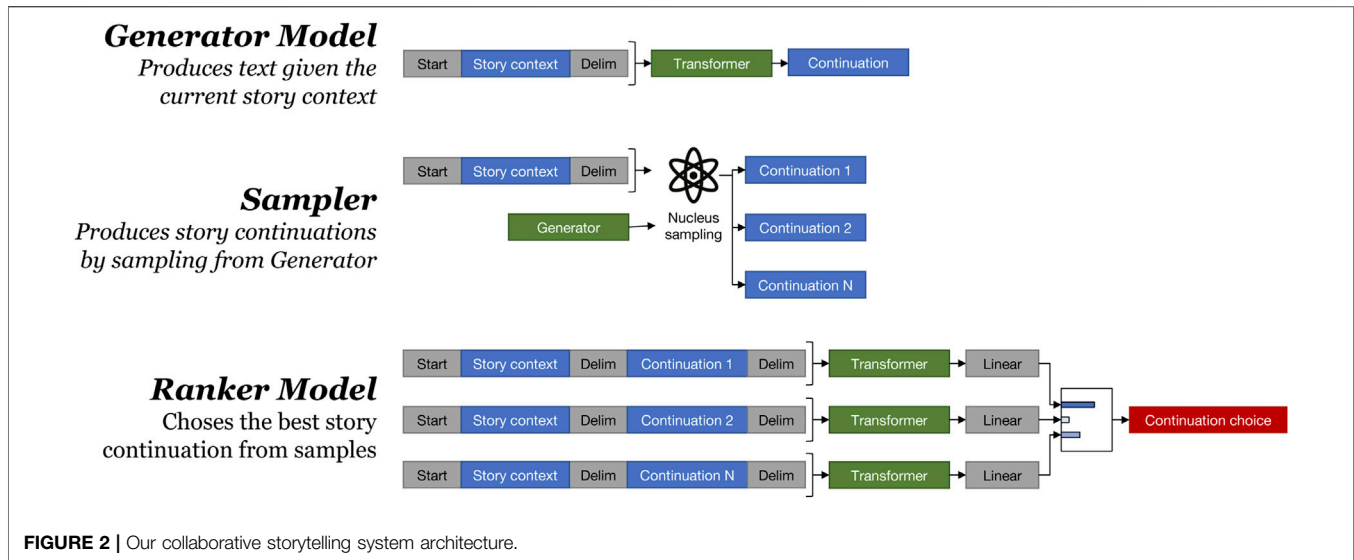 Generator Model
Produces text given the
current story context
Start Story context Delim Transformer Continuation
Sampler
Produces story continuations
by sampling from Generator
Start Story context Delim
Generator
Nucleus
sampling
Continuation 1
Continuation 2
Continuation N
Ranker Model
Choses the best story
continuation from samples
Start Story context Delim Continuation 1 Delim Transformer Linear
Start Story context Delim Continuation 2 Delim Transformer Linear
Start Story context Delim Continuation N Delim Transformer Linear
Continuation choice
FIGURE 2 | Our collaborative storytelling system architecture.